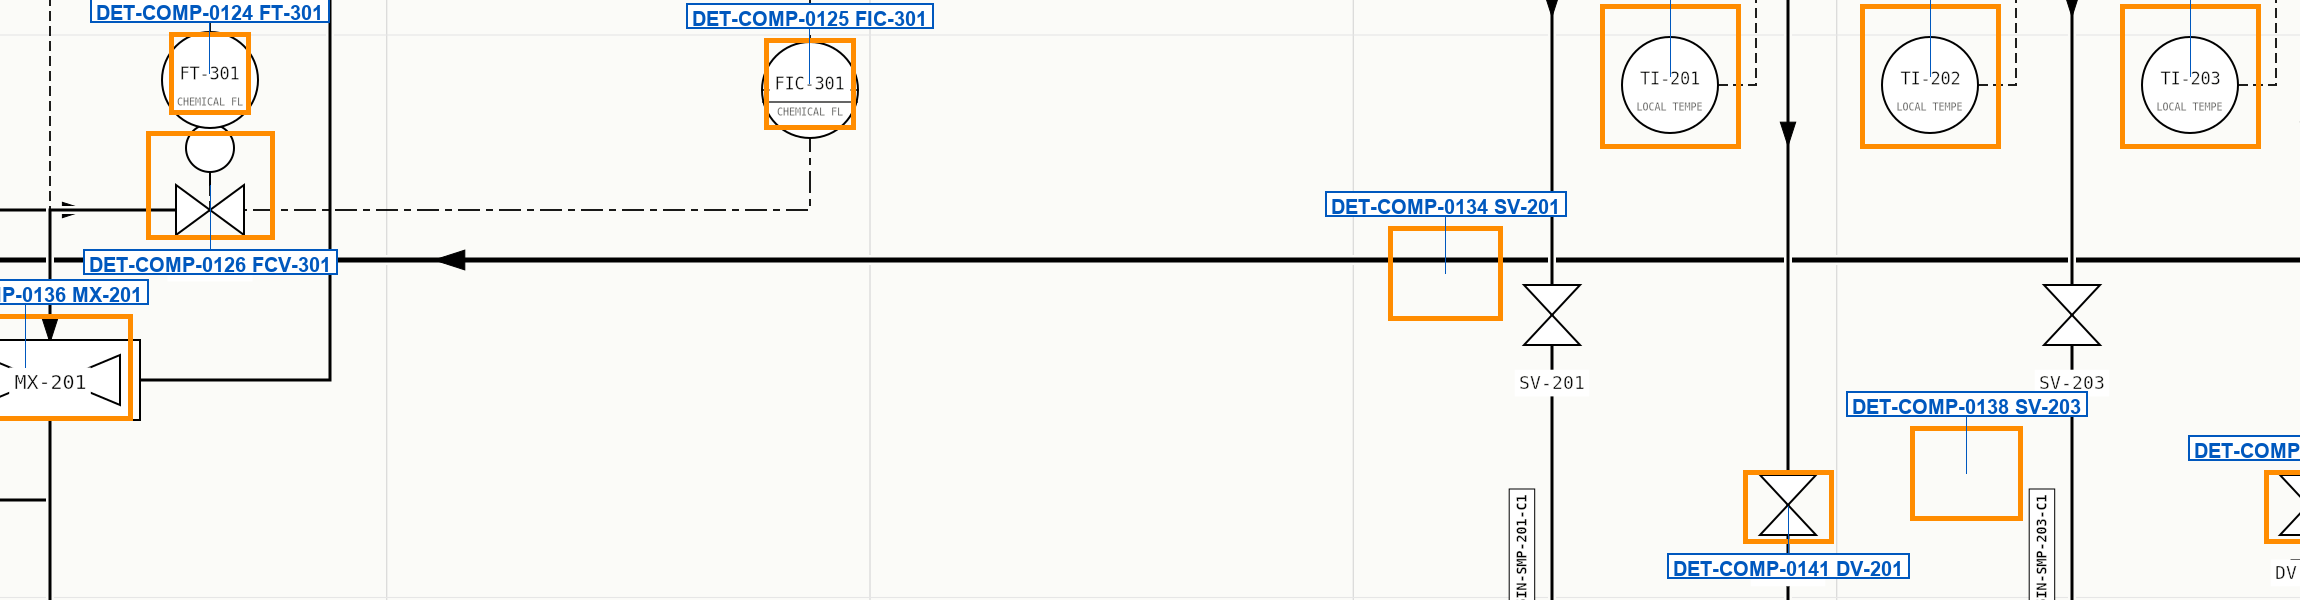 DET-COMP-0124 FT-301
DET-COMP-0125 FIC-301
FT-301
CHEMICAL FL
FIC-301
CHEMICAL FL
TI-201
LOCAL TEMPE
TI-202
LOCAL TEMPE
TI-203
LOCAL TEMPE
DET-COMP-0134 SV-201
DET-COMP-0126 FCV-301
P-0136 MX-201
MX-201
SV-201
SV-203
DET-COMP-0138 SV-203
DET-COMP
IN-SMP-201-C1
IN-SMP-203-C1
DET-COMP-0141 DV-201
DV